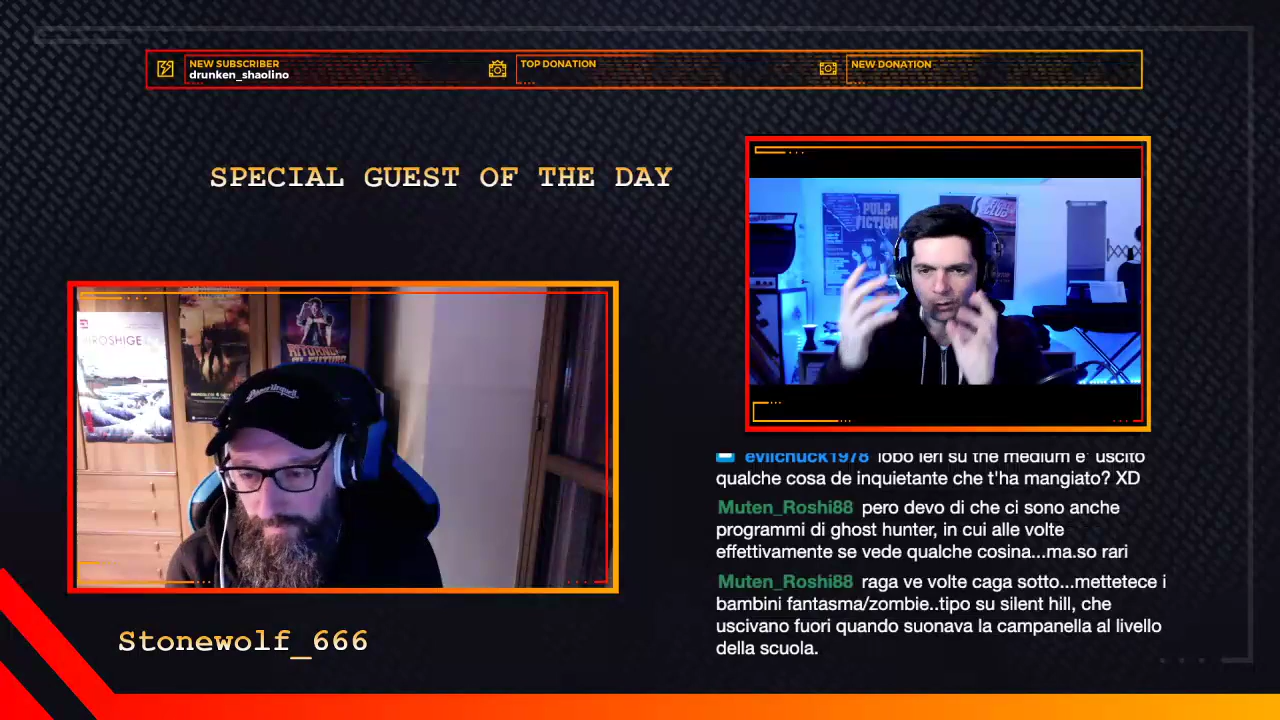 NEW SUBSCRIBER
drunken_shaolino
TOP DONATION
NEW DONATION
SPECIAL GUEST OF THE DAY
PULP
FICTION
CLUB
HIROSHIGE
RITORNO
AL FUTURO
evilchuck1978 lobo ieri su the medium e' uscito
qualche cosa de inquietante che t'ha mangiato? XD
Muten_Roshi88 pero devo di che ci sono anche
programmi di ghost hunter, in cui alle volte
effettivamente se vede qualche cosina...ma.so rari
Muten_Roshi88 raga ve volte caga sotto...mettetece i
bambini fantasma/zombie..tipo su silent hill, che
uscivano fuori quando suonava la campanella al livello
della scuola.
Stonewolf_666